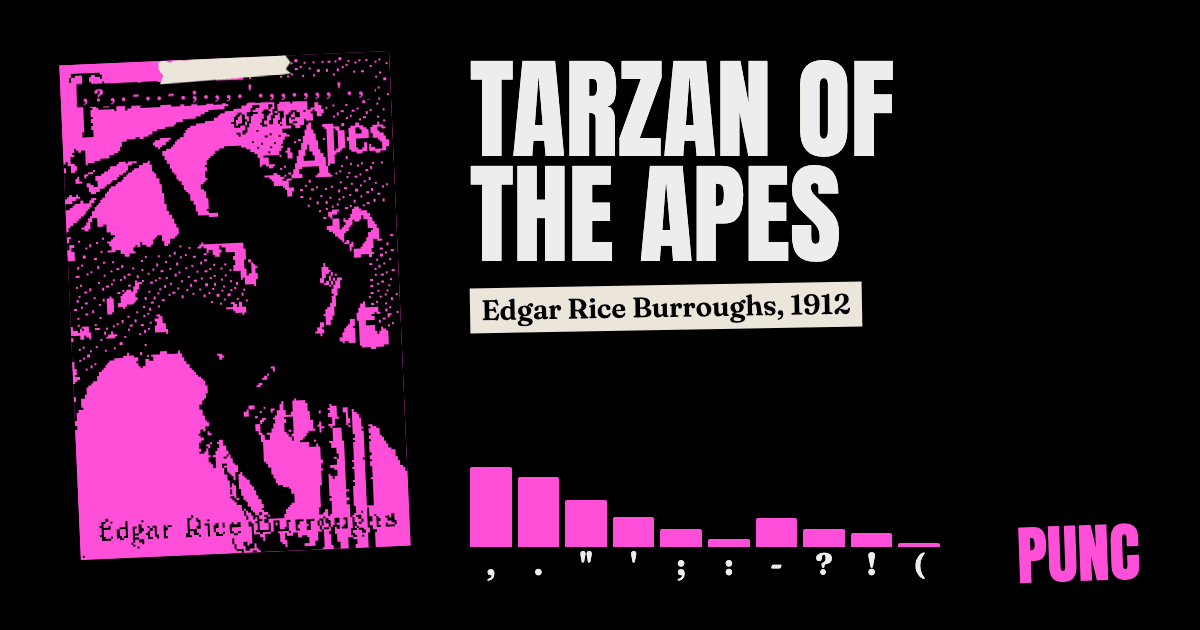 of the
Apes
Edgar Rice Burroughs
TARZAN OF
THE APES
Edgar Rice Burroughs, 1912
, . " ' ; : - ? ! (
PUNC